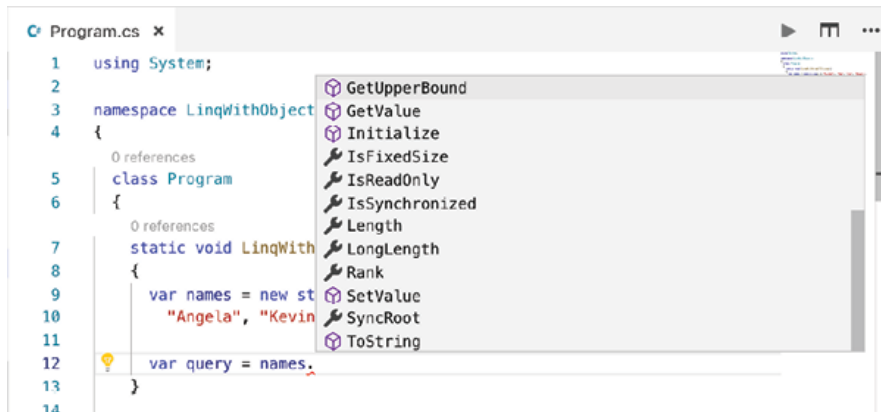 C# Program.cs ×
1 using System;
2
3 namespace LinqWithObject
4 {
0 references
5 class Program
6 {
0 references
7 static void LinqWith
8 {
9 var names = new st
10 "Angela", "Kevin
11
12 var query = names.
13 }
14
GetUpperBound
GetValue
Initialize
IsFixedSize
IsReadOnly
IsSynchronized
Length
LongLength
Rank
SetValue
SyncRoot
ToString